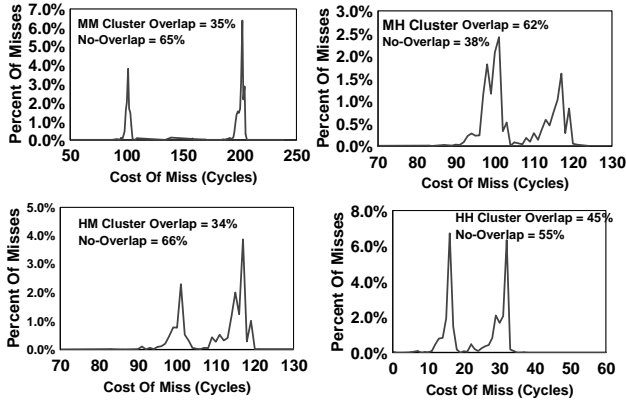 MM Cluster Overlap = 35%
No-Overlap = 65%
Percent Of Misses
7.0%
6.0%
5.0%
4.0%
3.0%
2.0%
1.0%
0.0%
50 100 150 200 250
Cost Of Miss (Cycles)
MH Cluster Overlap = 62%
No-Overlap = 38%
Percent Of Misses
3.0%
2.5%
2.0%
1.5%
1.0%
0.5%
0.0%
70 80 90 100 110 120 130
Cost Of Miss (Cycles)
HM Cluster Overlap = 34%
No-Overlap = 66%
Percent Of Misses
5.0%
4.0%
3.0%
2.0%
1.0%
0.0%
70 80 90 100 110 120 130
Cost Of Miss (Cycles)
HH Cluster Overlap = 45%
No-Overlap = 55%
Percent Of Misses
8.0%
6.0%
4.0%
2.0%
0.0%
0 10 20 30 40 50 60
Cost Of Miss (Cycles)